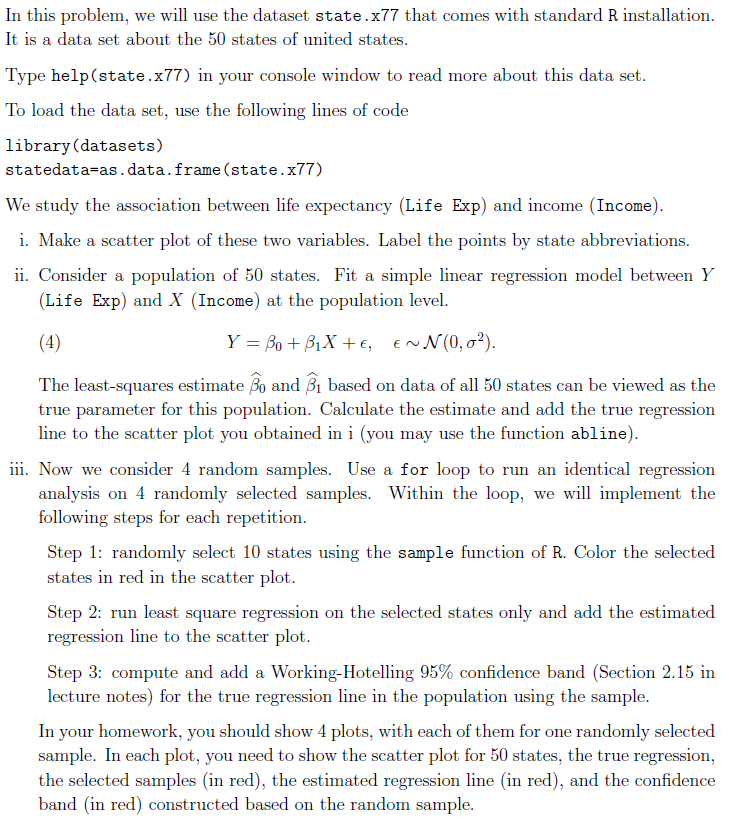 In this problem, we will use the dataset state.x77 that comes with standard R installation.
It is a data set about the 50 states of united states.
Type help(state.x77) in your console window to read more about this data set.
To load the data set, use the following lines of code
library(datasets)
statedata=as.data.frame(state.x77)
We study the association between life expectancy (Life Exp) and income (Income).
i. Make a scatter plot of these two variables. Label the points by state abbreviations.
ii. Consider a population of 50 states. Fit a simple linear regression model between Y
(Life Exp) and X (Income) at the population level.
(4) Y = β₀ + β₁X + ϵ, ϵ ∼ N(0, σ²).
The least-squares estimate β̂₀ and β̂₁ based on data of all 50 states can be viewed as the
true parameter for this population. Calculate the estimate and add the true regression
line to the scatter plot you obtained in i (you may use the function abline).
iii. Now we consider 4 random samples. Use a for loop to run an identical regression
analysis on 4 randomly selected samples. Within the loop, we will implement the
following steps for each repetition.
Step 1: randomly select 10 states using the sample function of R. Color the selected
states in red in the scatter plot.
Step 2: run least square regression on the selected states only and add the estimated
regression line to the scatter plot.
Step 3: compute and add a Working-Hotelling 95% confidence band (Section 2.15 in
lecture notes) for the true regression line in the population using the sample.
In your homework, you should show 4 plots, with each of them for one randomly selected
sample. In each plot, you need to show the scatter plot for 50 states, the true regression,
the selected samples (in red), the estimated regression line (in red), and the confidence
band (in red) constructed based on the random sample.